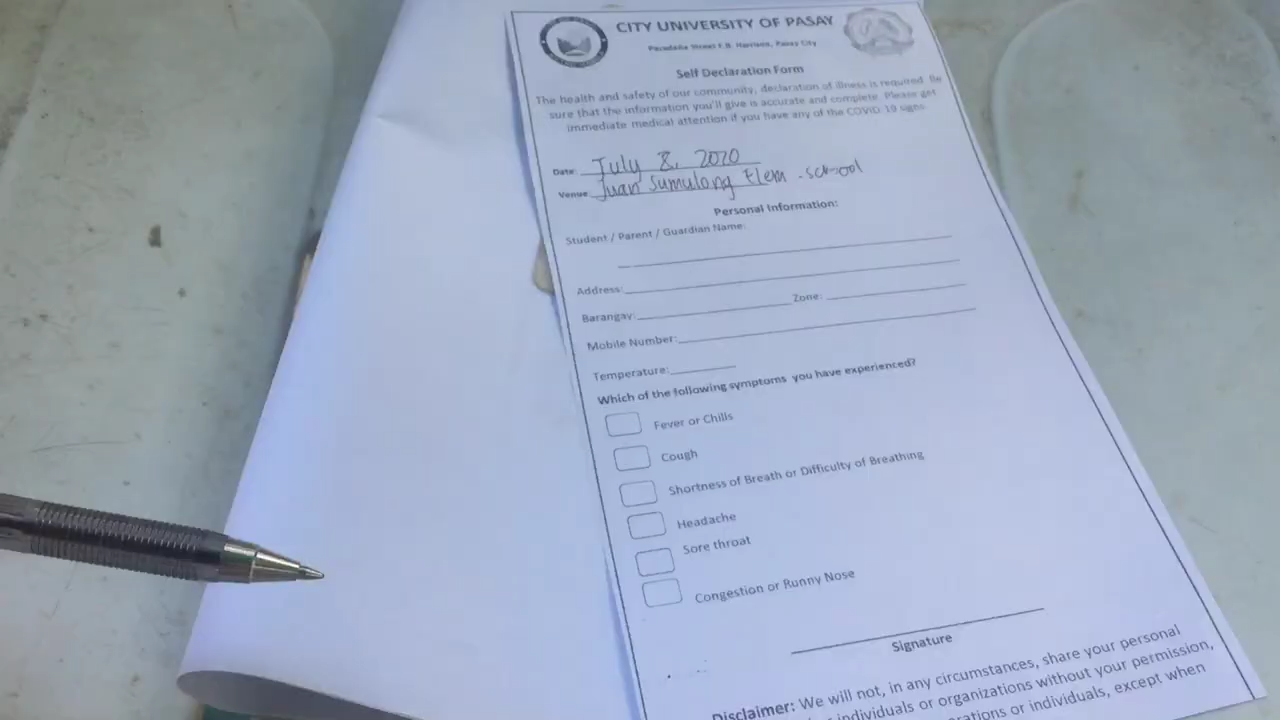 CITY UNIVERSITY OF PASAY
Pasadeña Street F.B. Harrison, Pasay City
Self Declaration Form
The health and safety of our community, declaration of illness is required. Be
sure that the information you'll give is accurate and complete. Please get
immediate medical attention if you have any of the COVID-19 signs.
Date: July 8, 2020
Venue: Juan Sumulong Elem. school
Personal Information:
Student / Parent / Guardian Name:
Address:
Barangay: Zone:
Mobile Number:
Temperature:
Which of the following symptoms you have experienced?
Fever or Chills
Cough
Shortness of Breath or Difficulty of Breathing
Headache
Sore throat
Congestion or Runny Nose
Signature
Disclaimer: We will not, in any circumstances, share your personal
individuals or organizations without your permission,
or individuals, except when